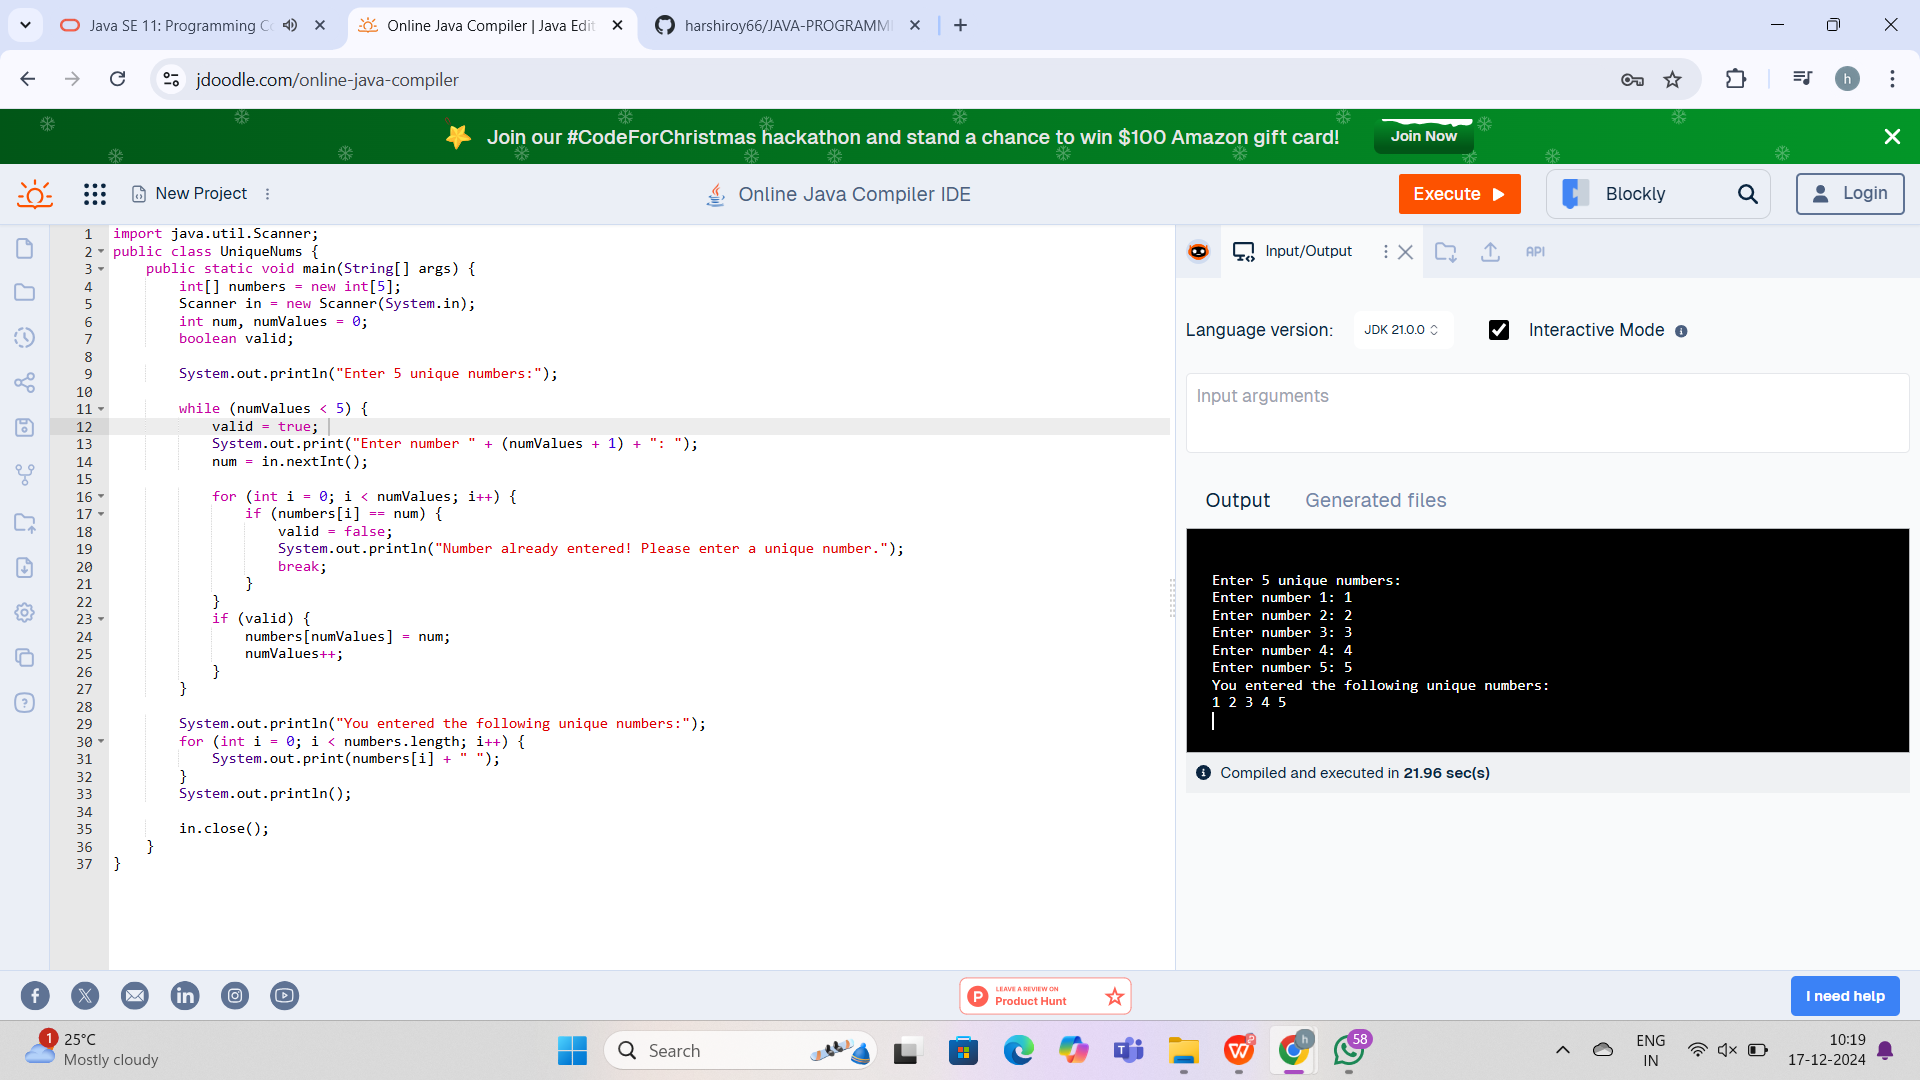 Java SE 11: Programming Co
Online Java Compiler | Java Edit
harshiroy66/JAVA-PROGRAMMI
jdoodle.com/online-java-compiler
h
Join our #CodeForChristmas hackathon and stand a chance to win $100 Amazon gift card!
Join Now
New Project
Online Java Compiler IDE
Execute
Blockly
Login
1 import java.util.Scanner;
2 public class UniqueNums {
3     public static void main(String[] args) {
4         int[] numbers = new int[5];
5         Scanner in = new Scanner(System.in);
6         int num, numValues = 0;
7         boolean valid;
8
9         System.out.println("Enter 5 unique numbers:");
10
11         while (numValues < 5) {
12             valid = true;
13             System.out.print("Enter number " + (numValues + 1) + ": ");
14             num = in.nextInt();
15
16             for (int i = 0; i < numValues; i++) {
17                 if (numbers[i] == num) {
18                     valid = false;
19                     System.out.println("Number already entered! Please enter a unique number.");
20                     break;
21                 }
22             }
23             if (valid) {
24                 numbers[numValues] = num;
25                 numValues++;
26             }
27         }
28
29         System.out.println("You entered the following unique numbers:");
30         for (int i = 0; i < numbers.length; i++) {
31             System.out.print(numbers[i] + " ");
32         }
33         System.out.println();
34
35         in.close();
36     }
37 }
Input/Output
API
Language version:
JDK 21.0.0
Interactive Mode
Input arguments
Output
Generated files
Enter 5 unique numbers:
Enter number 1: 1
Enter number 2: 2
Enter number 3: 3
Enter number 4: 4
Enter number 5: 5
You entered the following unique numbers:
1 2 3 4 5
Compiled and executed in 21.96 sec(s)
LEAVE A REVIEW ON
Product Hunt
I need help
1
25°C
Mostly cloudy
Search
h
58
ENG
IN
10:19
17-12-2024